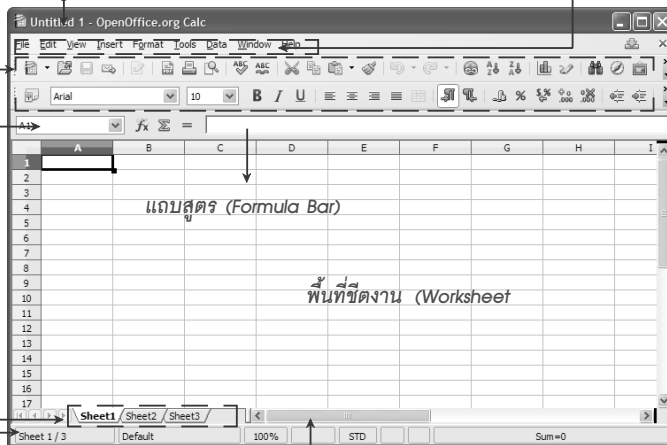 Untitled 1 - OpenOffice.org Calc
File Edit View Insert Format Tools Data Window Help
Arial 10 B I U
A1
A B C D E F G H I
1
2
3
4
แถบสูตร (Formula Bar)
5
6
7
8
9
พื้นที่ชีตงาน (Worksheet
10
11
12
13
14
15
16
17
Sheet1 Sheet2 Sheet3
Sheet 1 / 3 Default 100% STD Sum=0